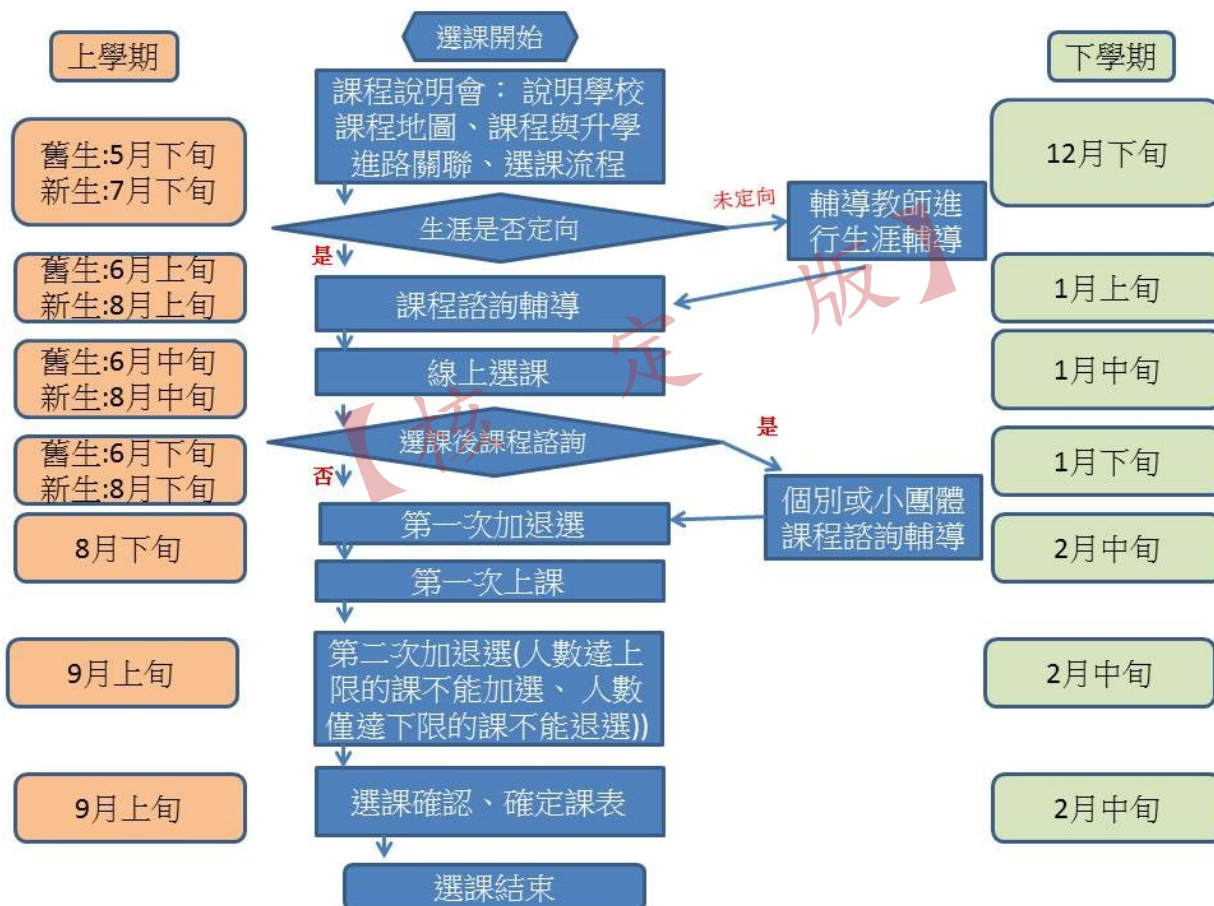 選課開始
上學期
下學期
課程說明會： 說明學校
課程地圖、課程與升學
進路關聯、選課流程
舊生:5月下旬
新生:7月下旬
12月下旬
未定向
輔導教師進
行生涯輔導
生涯是否定向
是
舊生:6月上旬
新生:8月上旬
課程諮詢輔導
1月上旬
舊生:6月中旬
新生:8月中旬
線上選課
1月中旬
選課後課程諮詢
是
否
舊生:6月下旬
新生:8月下旬
1月下旬
個別或小團體
課程諮詢輔導
8月下旬
第一次加退選
2月中旬
第一次上課
9月上旬
第二次加退選(人數達上
限的課不能加選、 人數
僅達下限的課不能退選))
2月中旬
9月上旬
選課確認、確定課表
2月中旬
選課結束
【核定版】